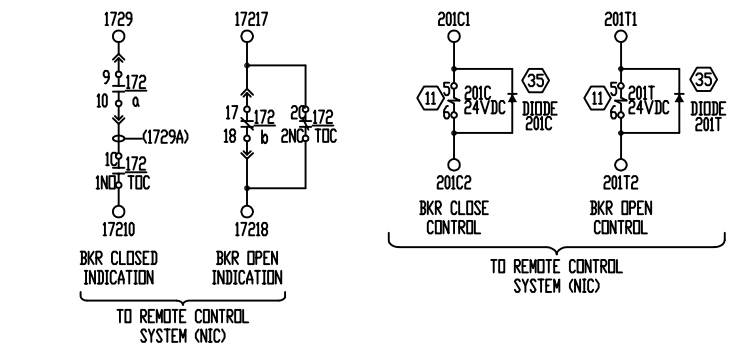 1729
17217
201C1
201T1
9
172
10
a
(1729A)
1C
172
1NO
TOC
17210
BKR CLOSED
INDICATION
17
172
18
b
2C
172
2NC
TOC
17218
BKR OPEN
INDICATION
TO REMOTE CONTROL
SYSTEM (NIC)
35
11
5
201C
24VDC
6
DIODE
201C
201C2
BKR CLOSE
CONTROL
35
11
5
201T
24VDC
6
DIODE
201T
201T2
BKR OPEN
CONTROL
TO REMOTE CONTROL
SYSTEM (NIC)